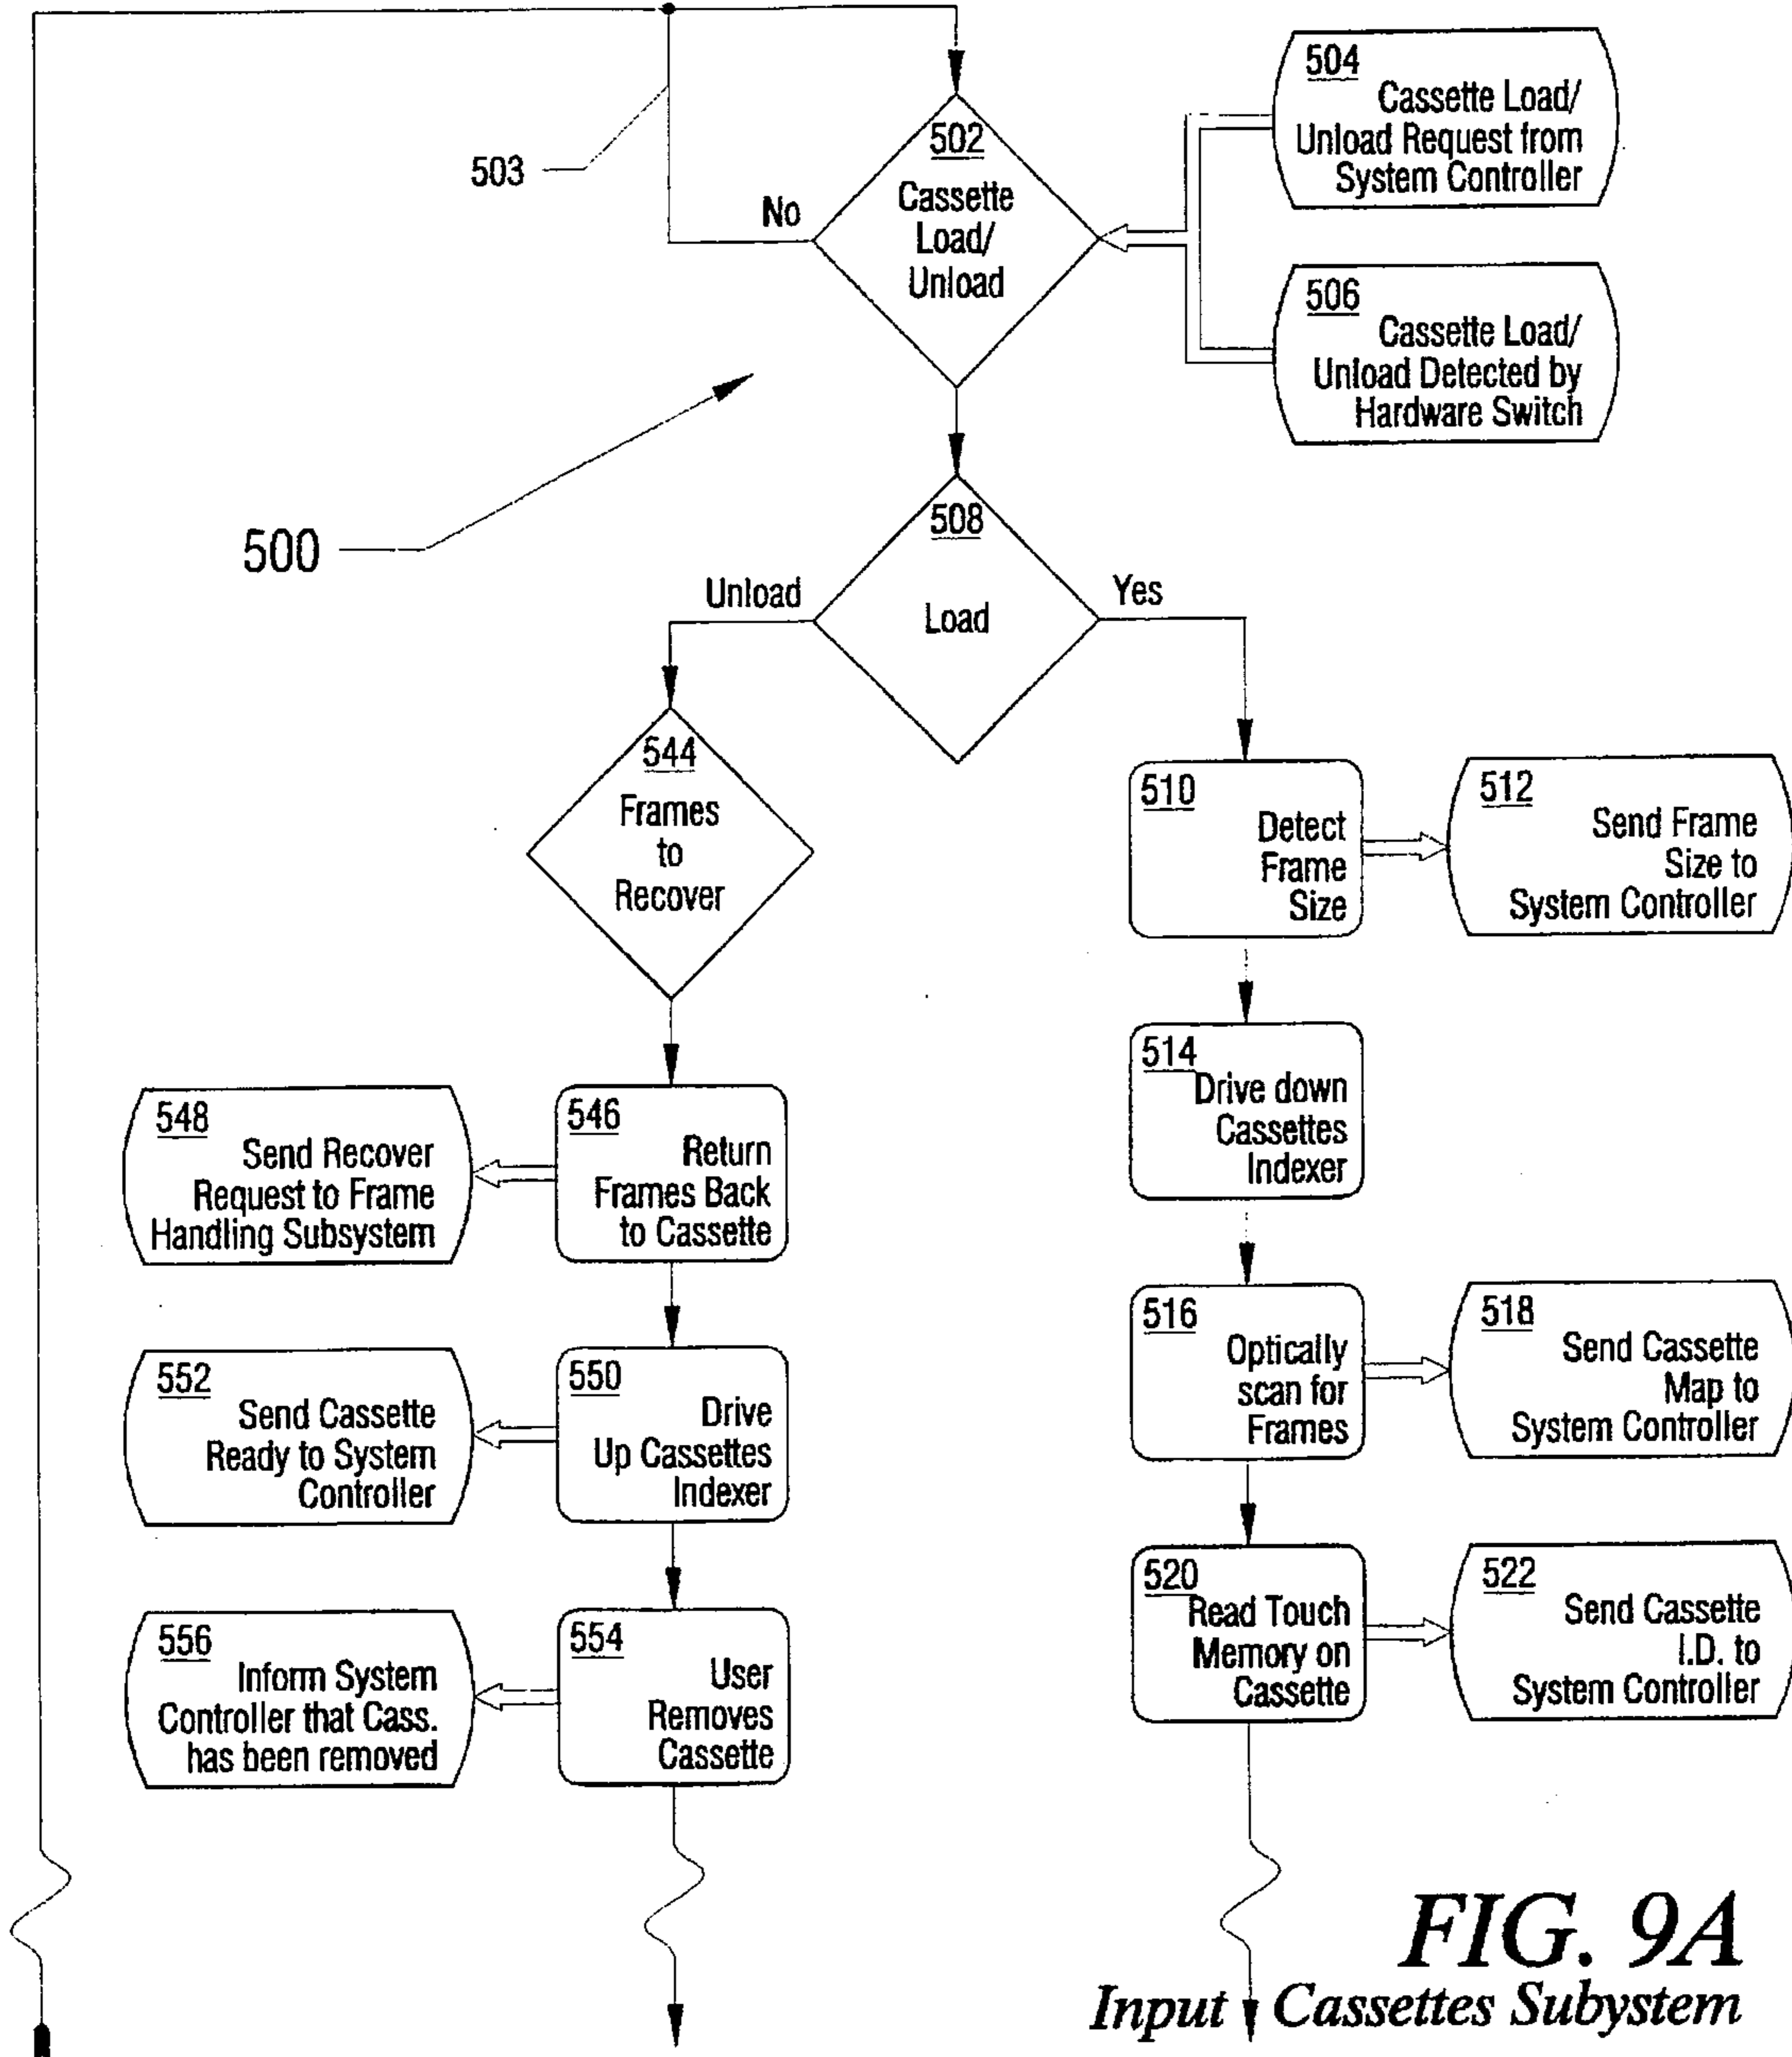 504
Cassette Load/
Unload Request from
System Controller
502
Cassette
Load/
Unload
503
No
506
Cassette Load/
Unload Detected by
Hardware Switch
500
508
Load
Unload
Yes
544
Frames
to
Recover
510
Detect
Frame
Size
512
Send Frame
Size to
System Controller
514
Drive down
Cassettes
Indexer
548
Send Recover
Request to Frame
Handling Subsystem
546
Return
Frames Back
to Cassette
516
Optically
scan for
Frames
518
Send Cassette
Map to
System Controller
552
Send Cassette
Ready to System
Controller
550
Drive
Up Cassettes
Indexer
520
Read Touch
Memory on
Cassette
522
Send Cassette
I.D. to
System Controller
556
Inform System
Controller that Cass.
has been removed
554
User
Removes
Cassette
FIG. 9A
Input Cassettes Subystem